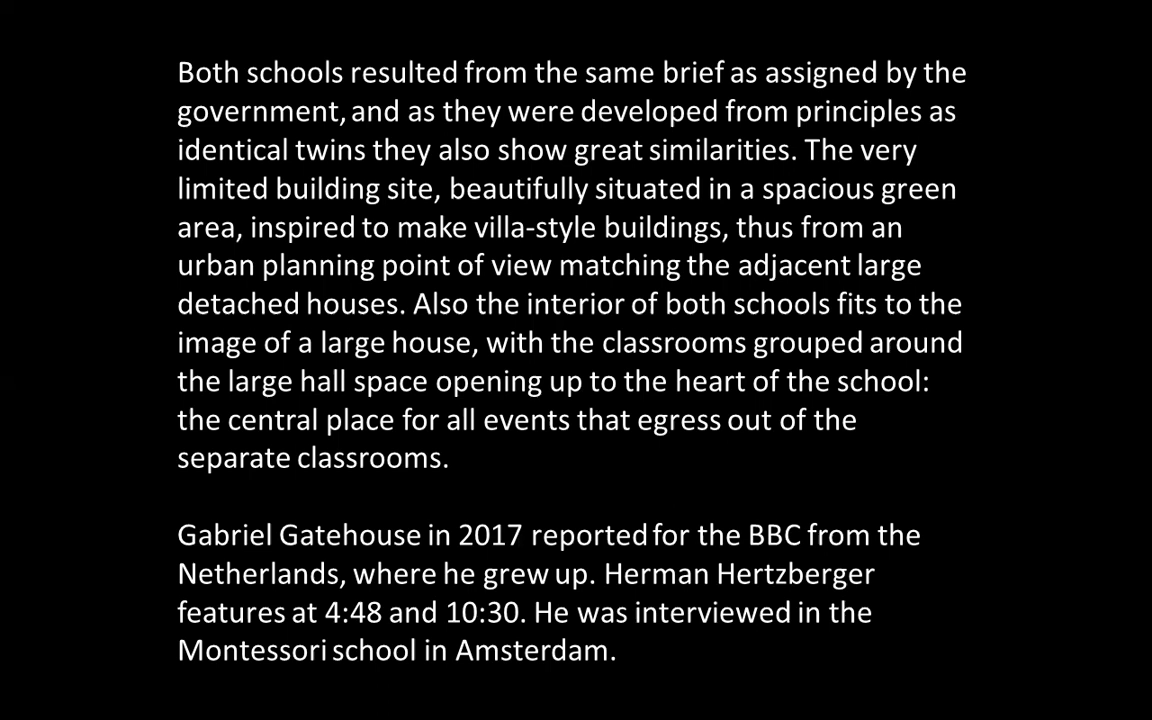 Both schools resulted from the same brief as assigned by the
government, and as they were developed from principles as
identical twins they also show great similarities. The very
limited building site, beautifully situated in a spacious green
area, inspired to make villa-style buildings, thus from an
urban planning point of view matching the adjacent large
detached houses. Also the interior of both schools fits to the
image of a large house, with the classrooms grouped around
the large hall space opening up to the heart of the school:
the central place for all events that egress out of the
separate classrooms.
Gabriel Gatehouse in 2017 reported for the BBC from the
Netherlands, where he grew up. Herman Hertzberger
features at 4:48 and 10:30. He was interviewed in the
Montessori school in Amsterdam.